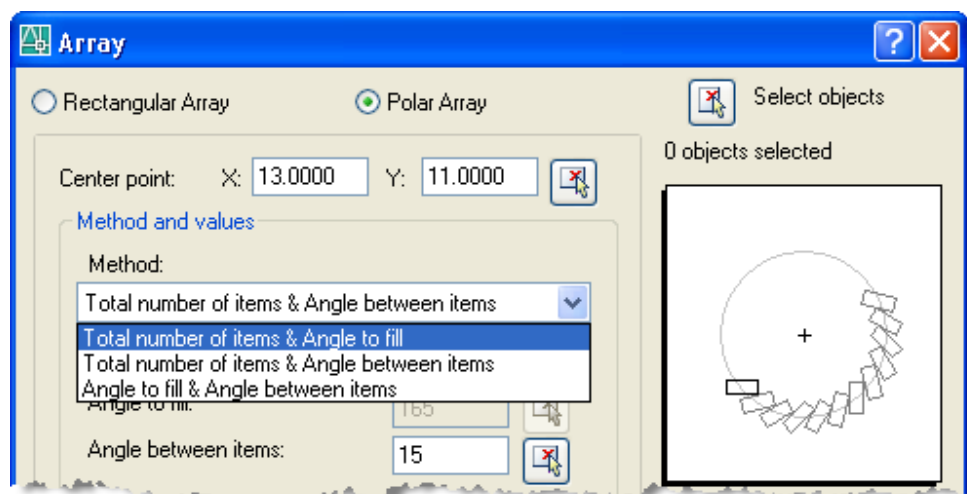 Array
Rectangular Array Polar Array Select objects
0 objects selected
Center point: X: 13.0000 Y: 11.0000
Method and values
Method:
Total number of items & Angle between items
Total number of items & Angle to fill
Total number of items & Angle between items
Angle to fill & Angle between items
Angle to fill: 165
Angle between items: 15